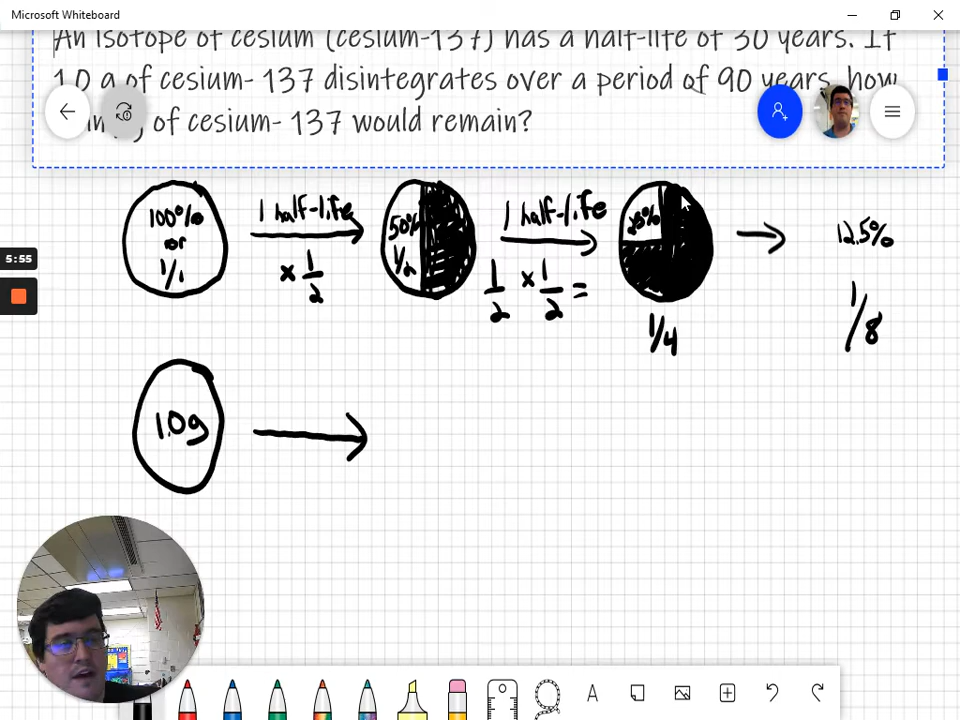 Microsoft Whiteboard
An isotope of cesium (cesium-137) has a half-life of 30 years. If
1.0 g of cesium- 137 disintegrates over a period of 90 years, how
of cesium- 137 would remain?
100%
or
1/1
1 half-life
× 1/2
50%
1/2
1 half-life
1/2 × 1/2 =
25%
1/4
12.5%
1/8
5:55
1.0g
A